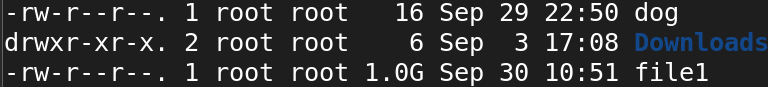 -rw-r--r--. 1 root root   16 Sep 29 22:50 dog
drwxr-xr-x. 2 root root    6 Sep  3 17:08 Downloads
-rw-r--r--. 1 root root 1.0G Sep 30 10:51 file1